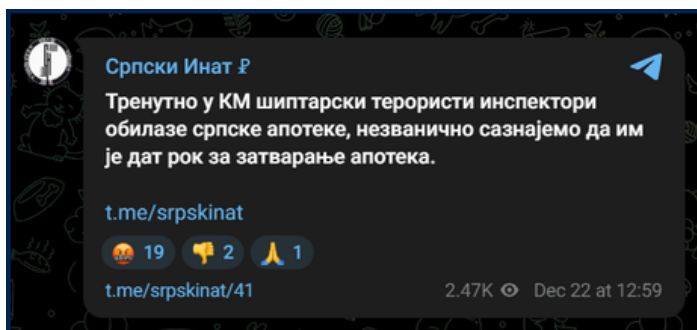 Српски Инат ₽
Тренутно у КМ шиптарски терористи инспектори
обилазе српске апотеке, незванично сазнајемо да им
је дат рок за затварање апотека.
t.me/srpskinat
🤬 19 👎 2 🙏 1
t.me/srpskinat/41 2.47K Dec 22 at 12:59